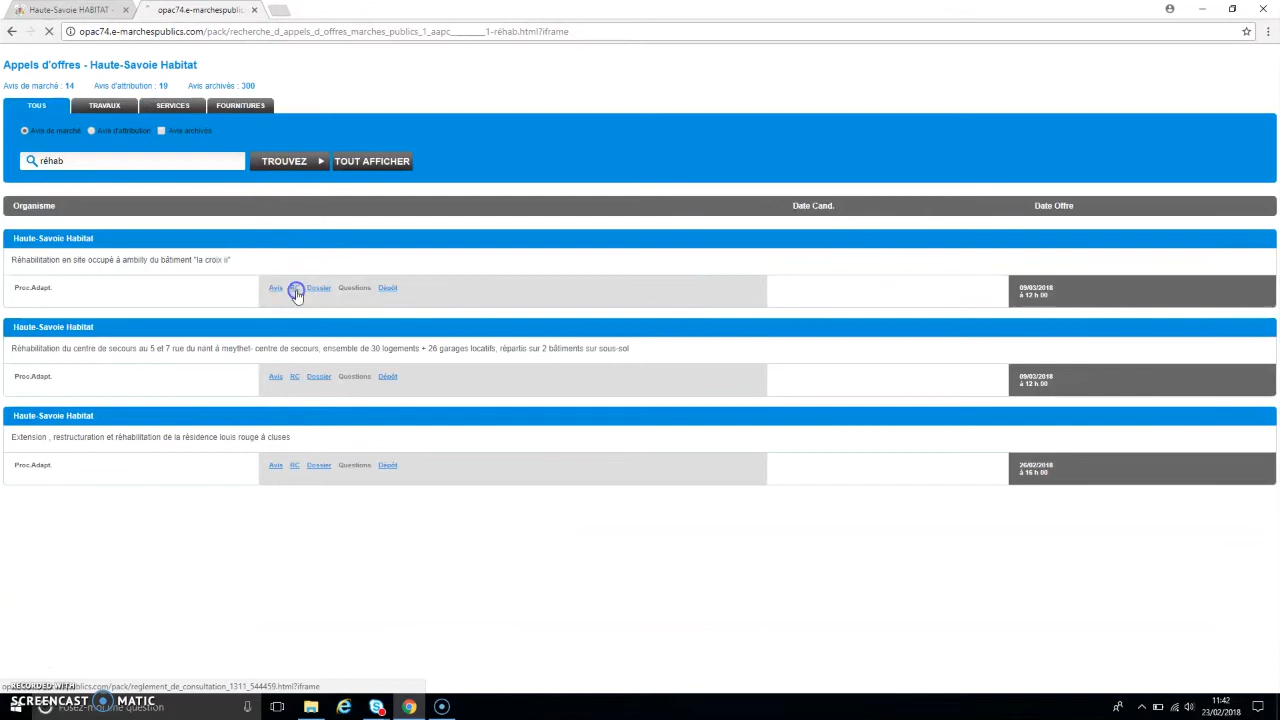 Haute-Savoie HABITAT -
opac74.e-marchespublics.
opac74.e-marchespublics.com/pack/recherche_d_appels_d_offres_marches_publics_1_aapc________1-réhab.html?iframe
Appels d'offres - Haute-Savoie Habitat
Avis de marché : 14 Avis d'attribution : 19 Avis archivés : 300
TOUS TRAVAUX SERVICES FOURNITURES
Avis de marché Avis d'attribution Avis archivés
réhab TROUVEZ TOUT AFFICHER
Organisme Date Cand. Date Offre
Haute-Savoie Habitat
Réhabilitation en site occupé à ambilly du bâtiment "la croix ii"
Proc.Adapt. Avis Dossier Questions Dépôt 09/03/2018
à 12 h 00
Haute-Savoie Habitat
Réhabilitation du centre de secours au 5 et 7 rue du nant à meythet- centre de secours, ensemble de 30 logements + 26 garages locatifs, répartis sur 2 bâtiments sur sous-sol
Proc.Adapt. Avis RC Dossier Questions Dépôt 09/03/2018
à 12 h 00
Haute-Savoie Habitat
Extension , restructuration et réhabilitation de la résidence louis rouge à cluses
Proc.Adapt. Avis RC Dossier Questions Dépôt 26/02/2018
à 16 h 00
RECORDED WITH
SCREENCAST MATIC
publics.com/pack/reglement_de_consultation_1311_544459.html?iframe
Posez-moi une question
11:42
23/02/2018